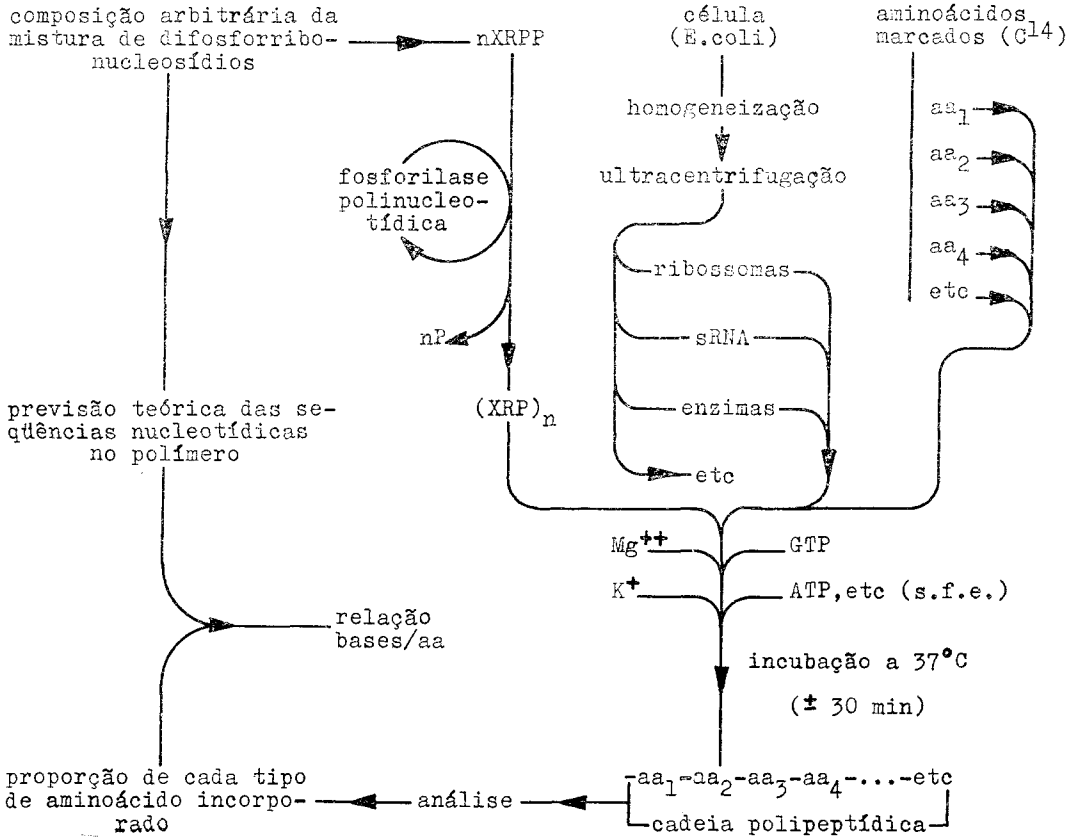 composição arbitrária da
mistura de difosforribo-
nucleosídios
nXRPP
célula
(E.coli)
aminoácidos
marcados (C14)
homogeneização
ultracentrifugação
aa1
aa2
aa3
aa4
etc
fosforilase
polinucleo-
tídica
nP
(XRP)n
ribossomas
sRNA
enzimas
etc
previsão teórica das se-
qüências nucleotídicas
no polímero
Mg++
GTP
K+
ATP,etc (s.f.e.)
relação
bases/aa
incubação a 37°C
(± 30 min)
proporção de cada tipo
de aminoácido incorpo-
rado
análise
-aa1-aa2-aa3-aa4-...-etc
cadeia polipeptídica